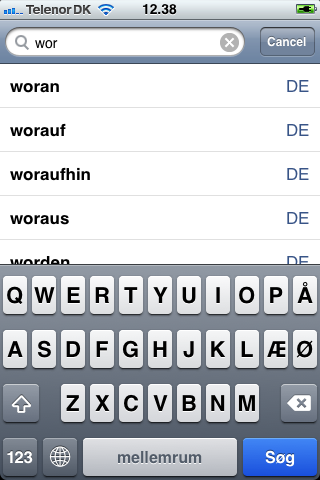 Telenor DK 12.38
wor Cancel
woran DE
worauf DE
woraufhin DE
woraus DE
worden DE
Q W E R T Y U I O P Å
A S D F G H J K L Æ Ø
Z X C V B N M
123 mellemrum Søg